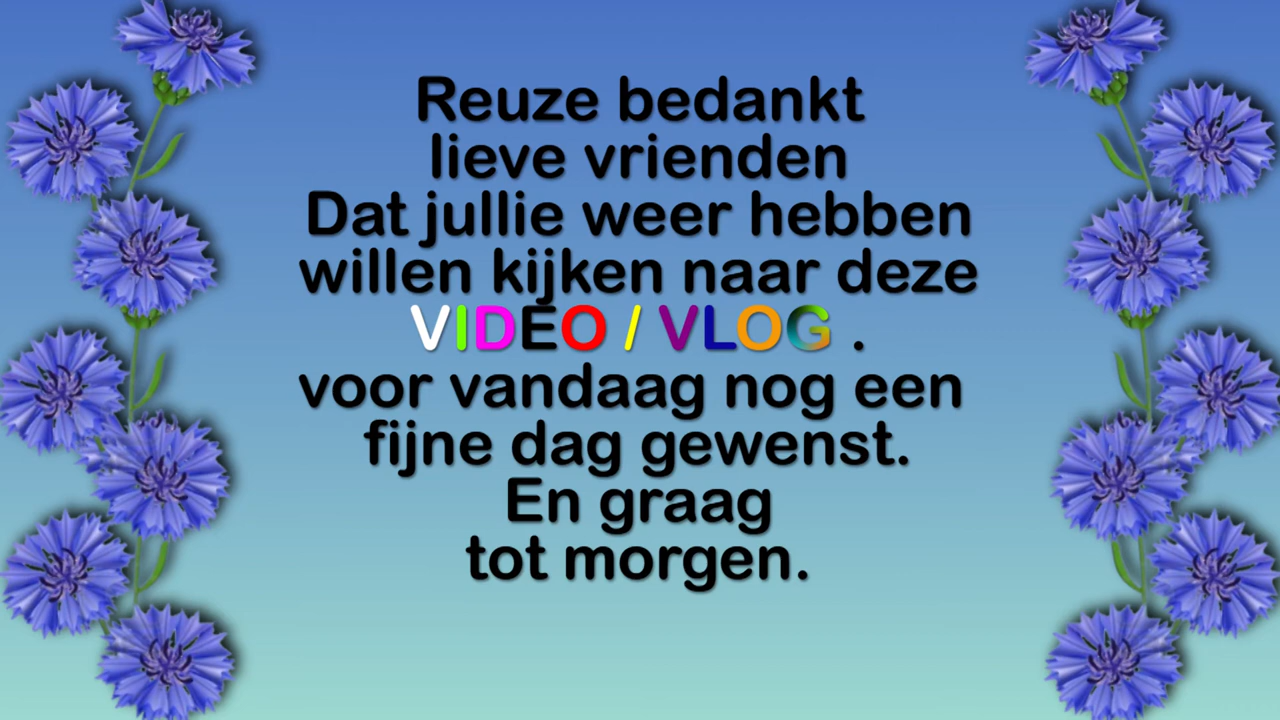 Reuze bedankt
lieve vrienden
Dat jullie weer hebben
willen kijken naar deze
VIDEO / VLOG .
voor vandaag nog een
fijne dag gewenst.
En graag
tot morgen.